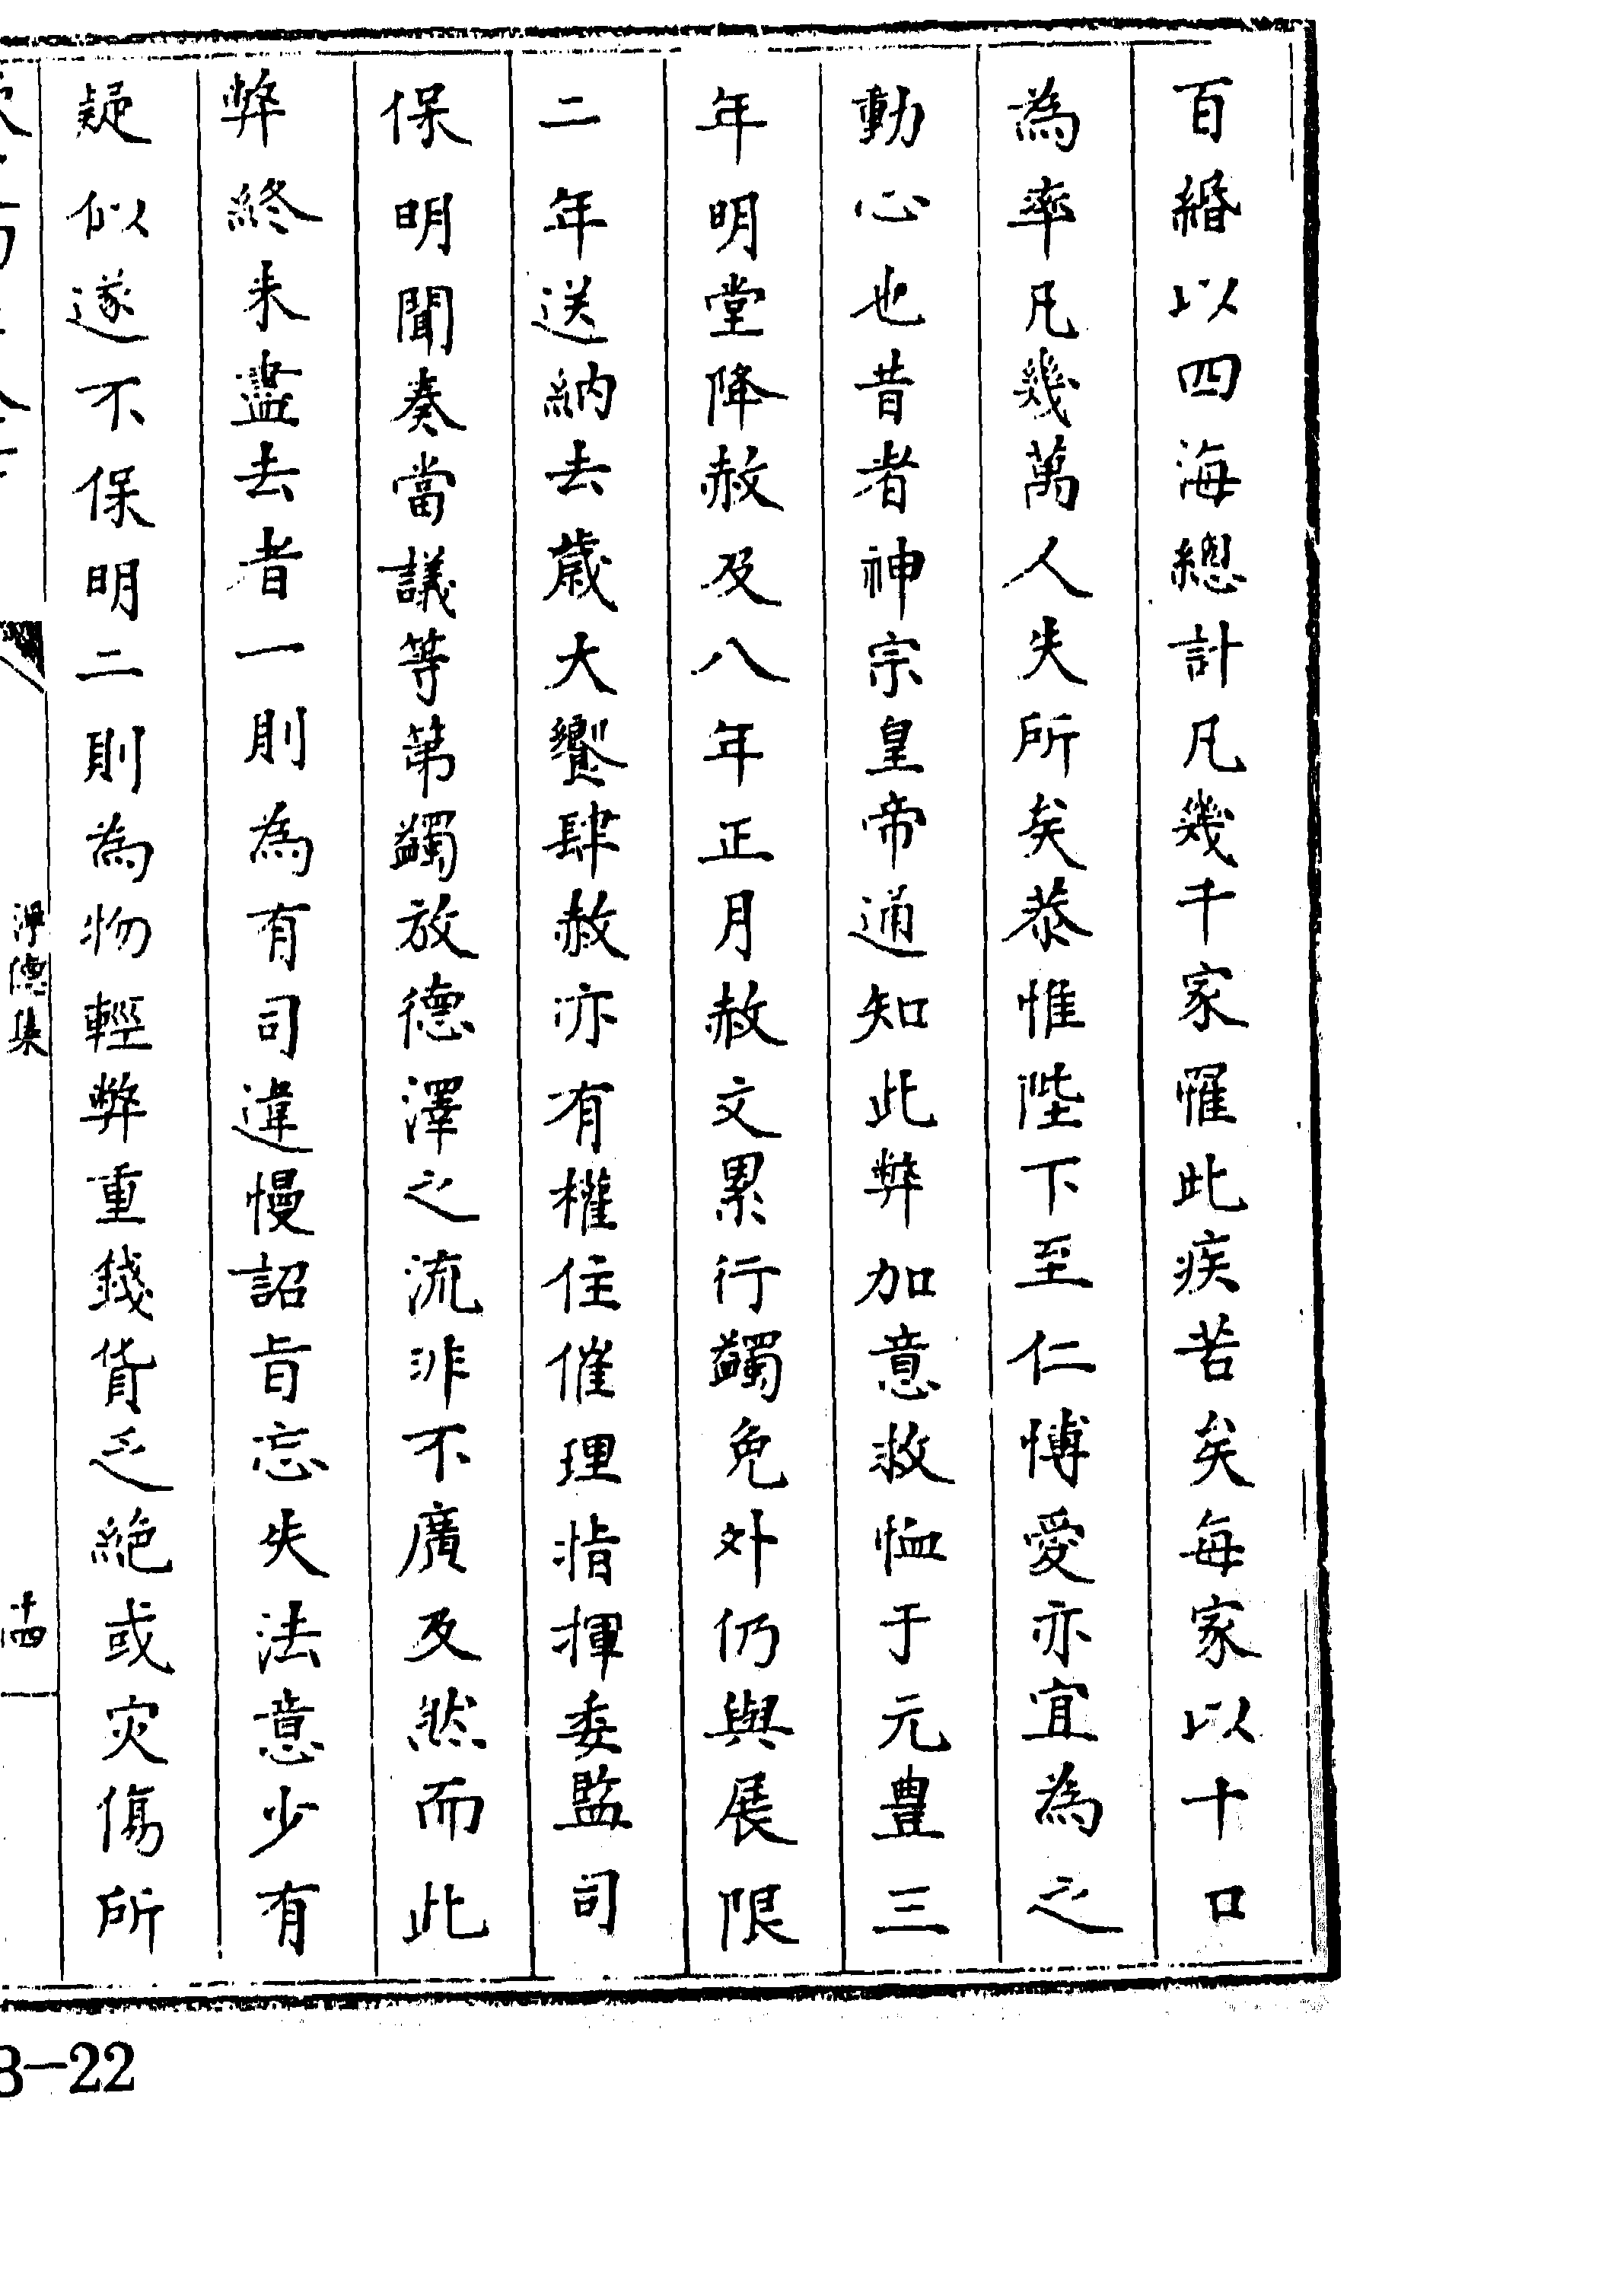 百緡以四海總計凡幾千家罹此疾苦矣每家以十口
為率凡幾萬人失所矣恭惟陛下至仁博愛亦宜為之
動心也昔者神宗皇帝通知此弊加意救恤于元豊三
年明堂降赦及八年正月赦文累行蠲免外仍與展限
二年送納去歲大饗肆赦亦有權住催理指揮委監司
保明聞奏當議等第蠲放德澤之流非不廣及然而此
弊終未盡去者一則為有司違慢詔旨忘失法意少有
疑似遂不保明二則為物輕弊重錢貨乏絕或灾傷所
淨德集
十四
3-22